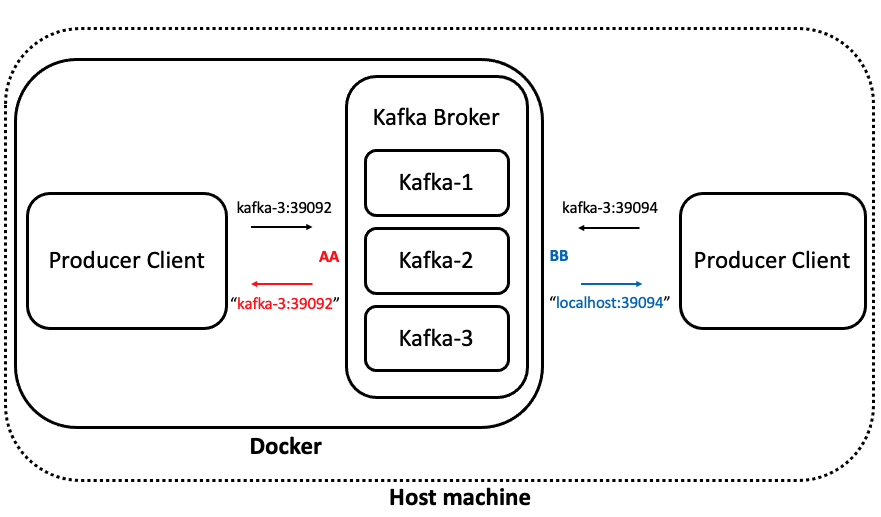 Kafka Broker
Kafka-1
kafka-3:39092
kafka-3:39094
Producer Client
AA
Kafka-2
BB
Producer Client
“kafka-3:39092”
“localhost:39094”
Kafka-3
Docker
Host machine